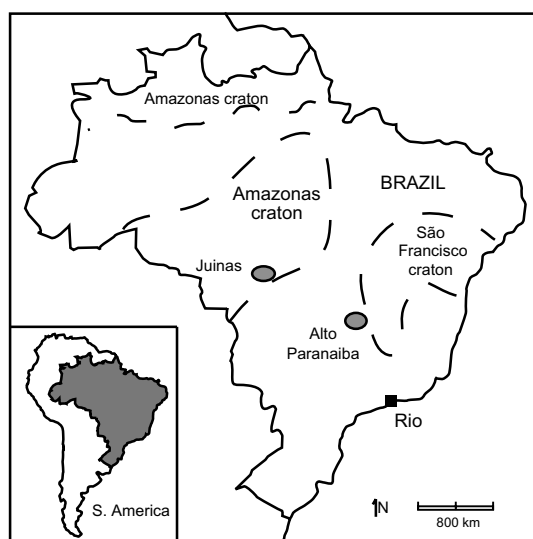 Amazonas craton
BRAZIL
Amazonas
craton
São
Francisco
craton
Juinas
Alto
Paranaiba
Rio
S. America
N
800 km